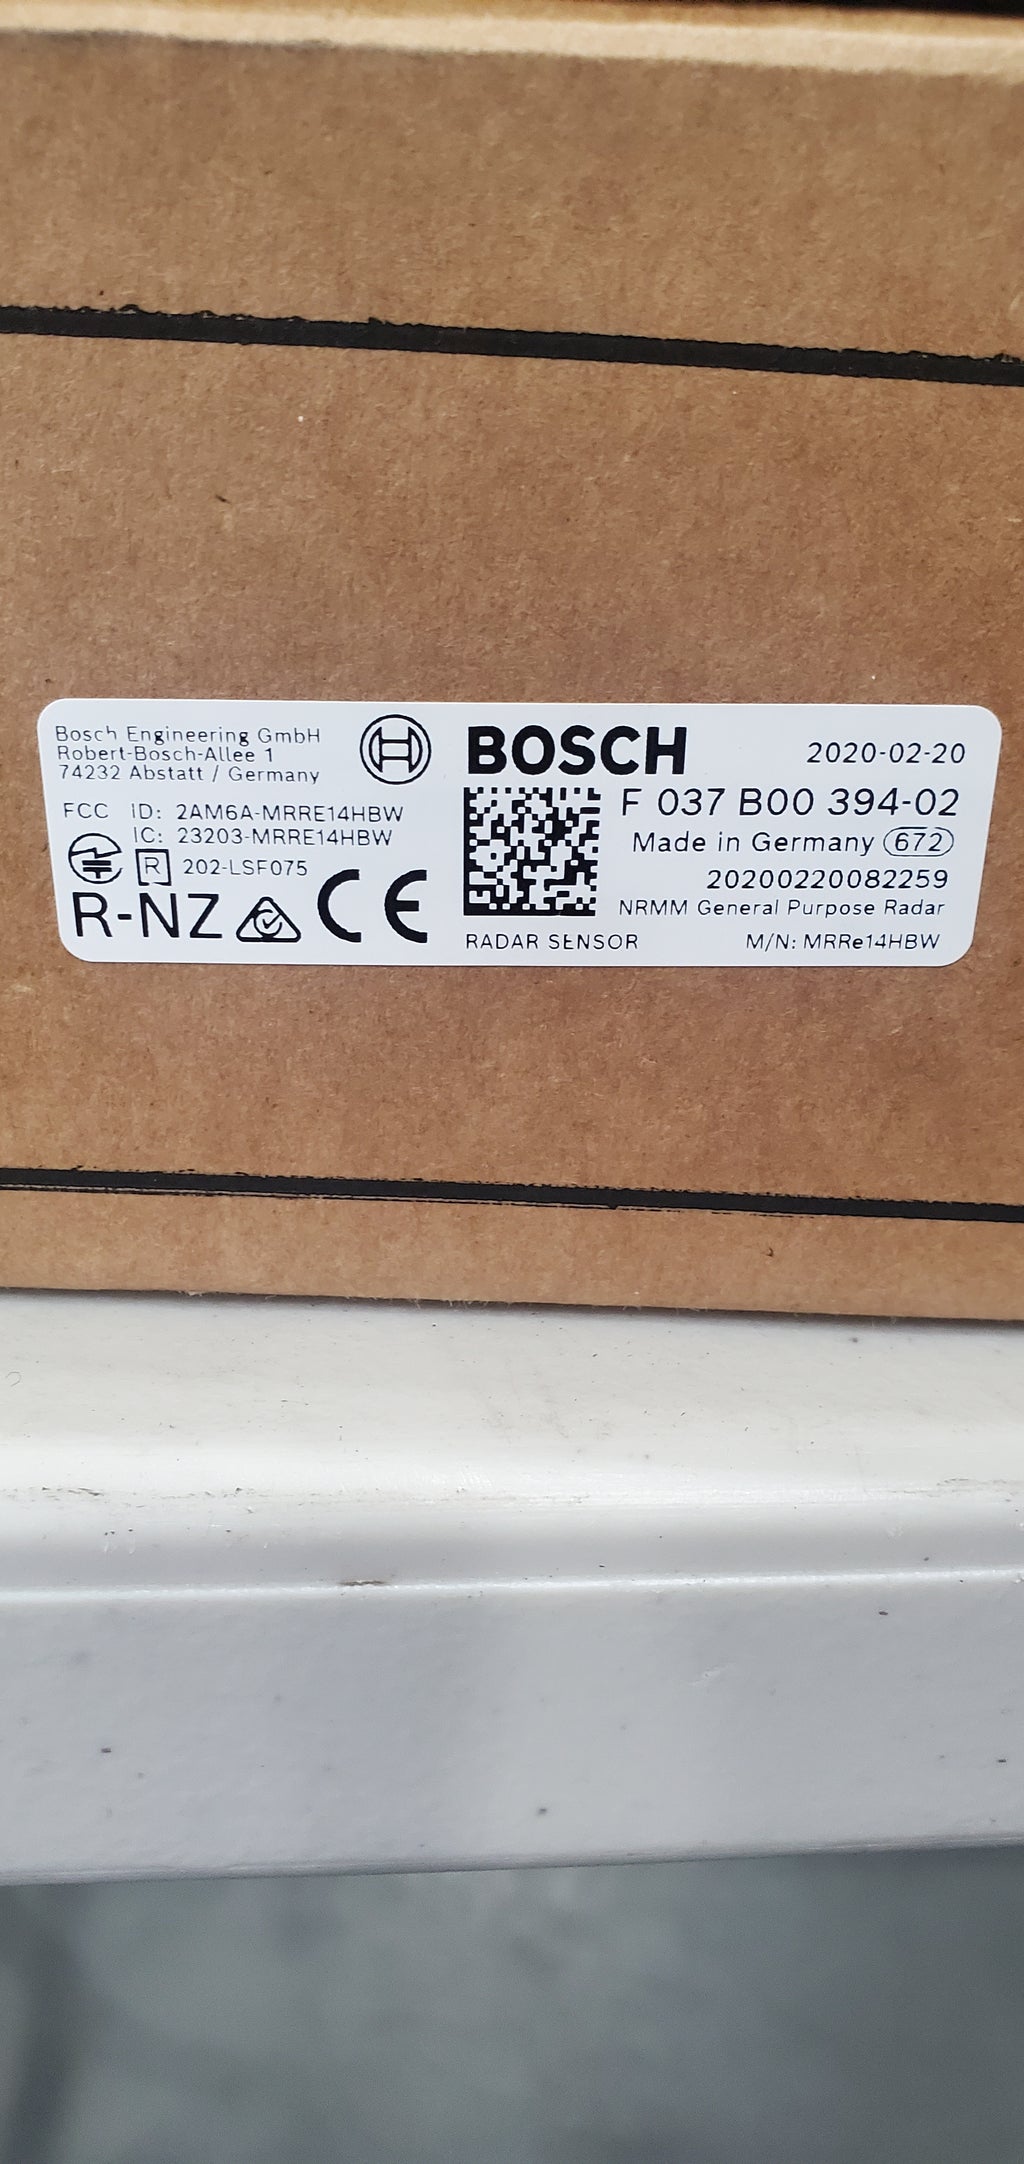 Bosch Engineering GmbH
Robert-Bosch-Allee 1
74232 Abstatt / Germany
FCC ID: 2AM6A-MRRE14HBW
IC: 23203-MRRE14HBW
R 202-LSF075
R-NZ CE
BOSCH
2020-02-20
F 037 B00 394-02
Made in Germany 672
20200220082259
NRMM General Purpose Radar
RADAR SENSOR M/N: MRRe14HBW